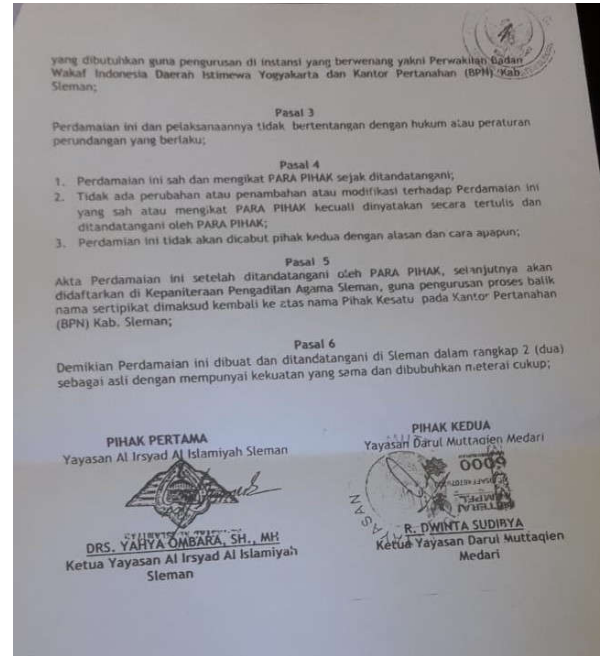 yang dibutuhkan guna pengurusan di instansi yang berwenang yakni Perwakilan Badan
Wakaf Indonesia Daerah Istimewa Yogyakarta dan Kantor Pertanahan (BPN) Kab.
Sleman;
Pasal 3
Perdamaian ini dan pelaksanaannya tidak bertentangan dengan hukum atau peraturan
perundangan yang berlaku;
Pasal 4
1. Perdamaian ini sah dan mengikat PARA PIHAK sejak ditandatangani;
2. Tidak ada perubahan atau penambahan atau modifikasi terhadap Perdamaian ini
yang sah atau mengikat PARA PIHAK kecuali dinyatakan secara tertulis dan
ditandatangani oleh PARA PIHAK;
3. Perdamian ini tidak akan dicabut pihak kedua dengan alasan dan cara apapun;
Pasal 5
Akta Perdamaian ini setelah ditandatangani oleh PARA PIHAK, selanjutnya akan
didaftarkan di Kepaniteraan Pengadilan Agama Sleman, guna pengurusan proses balik
nama sertipikat dimaksud kembali ke atas nama Pihak Kesatu pada Kantor Pertanahan
(BPN) Kab. Sleman;
Pasal 6
Demikian Perdamaian ini dibuat dan ditandatangani di Sleman dalam rangkap 2 (dua)
sebagai asli dengan mempunyai kekuatan yang sama dan dibubuhkan meterai cukup;
PIHAK PERTAMA
Yayasan Al Irsyad Al Islamiyah Sleman
DRS. YAHYA OMBARA, SH., MH
Ketua Yayasan Al Irsyad Al Islamiyah
Sleman
PIHAK KEDUA
Yayasan Darul Muttaqien Medari
6000
METERAI
TEMPEL
YASAN
R. DWINTA SUDIBYA
Ketua Yayasan Darul Muttaqien
Medari